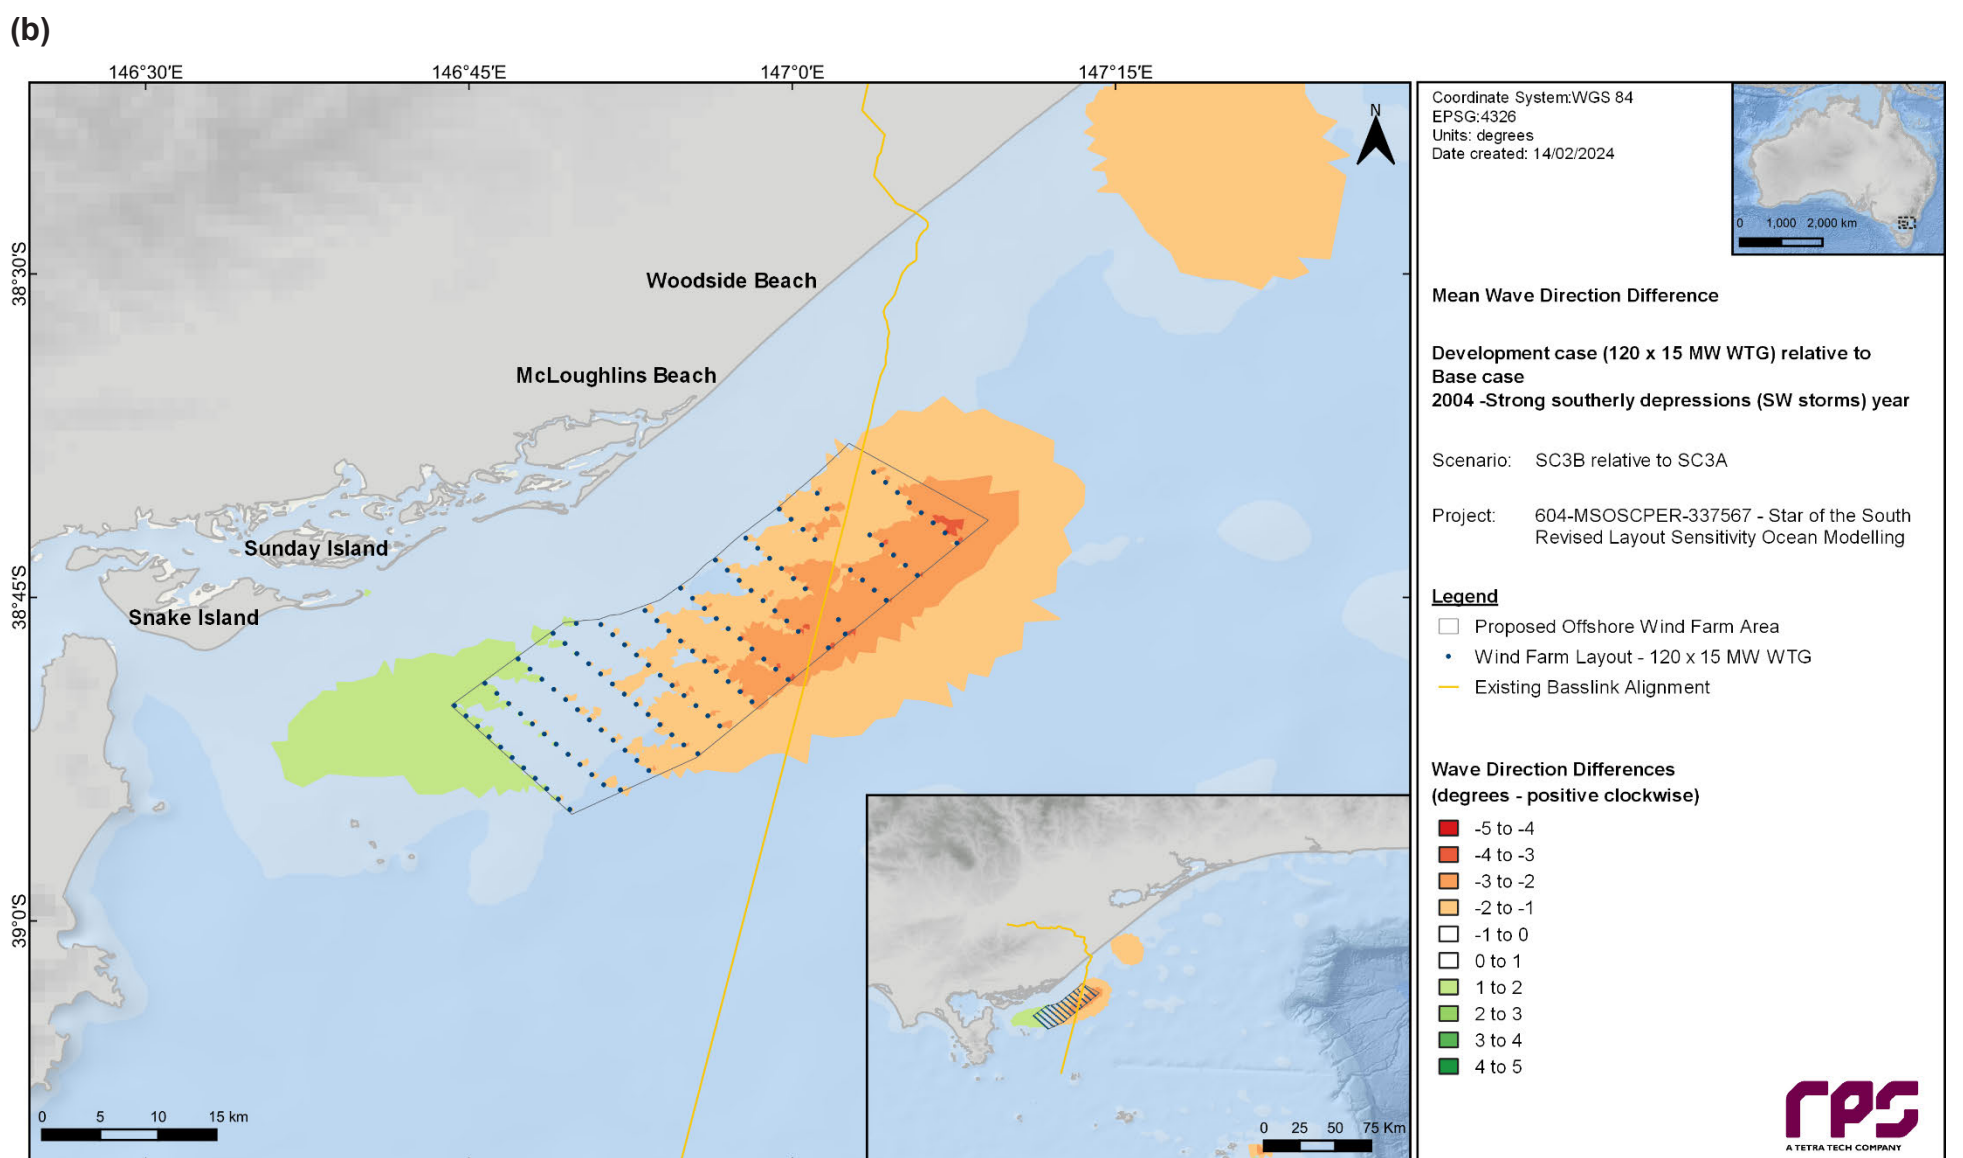 (b)
146°30'E
146°45'E
147°0'E
147°15'E
38°30'S
38°45'S
39°0'S
N
Woodside Beach
McLoughlins Beach
Sunday Island
Snake Island
0 5 10 15 km
0 25 50 75 Km
Coordinate System:WGS 84
EPSG:4326
Units: degrees
Date created: 14/02/2024
0 1,000 2,000 km
Mean Wave Direction Difference
Development case (120 x 15 MW WTG) relative to
Base case
2004 -Strong southerly depressions (SW storms) year
Scenario: SC3B relative to SC3A
Project: 604-MSOSCPER-337567 - Star of the South
Revised Layout Sensitivity Ocean Modelling
Legend
Proposed Offshore Wind Farm Area
Wind Farm Layout - 120 x 15 MW WTG
Existing Basslink Alignment
Wave Direction Differences
(degrees - positive clockwise)
-5 to -4
-4 to -3
-3 to -2
-2 to -1
-1 to 0
0 to 1
1 to 2
2 to 3
3 to 4
4 to 5
rps
A TETRA TECH COMPANY